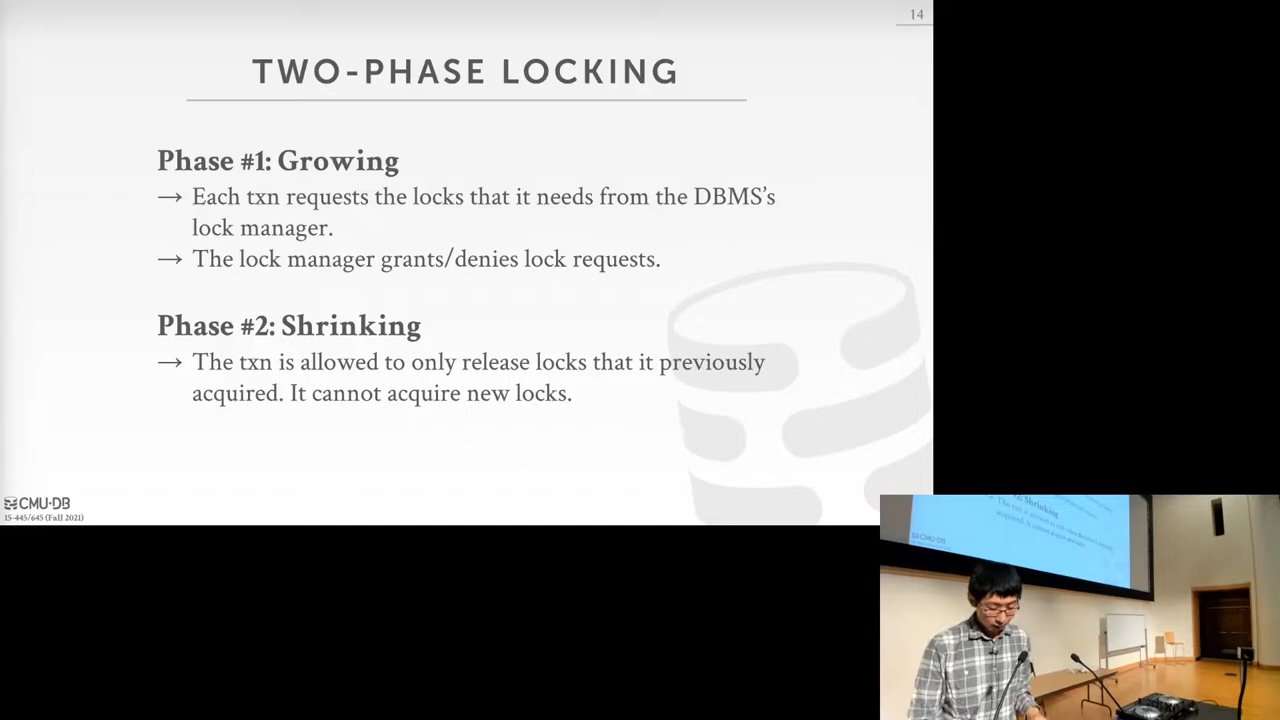 14
TWO-PHASE LOCKING
Phase #1: Growing
→ Each txn requests the locks that it needs from the DBMS's
lock manager.
→ The lock manager grants/denies lock requests.
Phase #2: Shrinking
→ The txn is allowed to only release locks that it previously
acquired. It cannot acquire new locks.
CMU·DB
15-445/645 (Fall 2021)
Shrinking